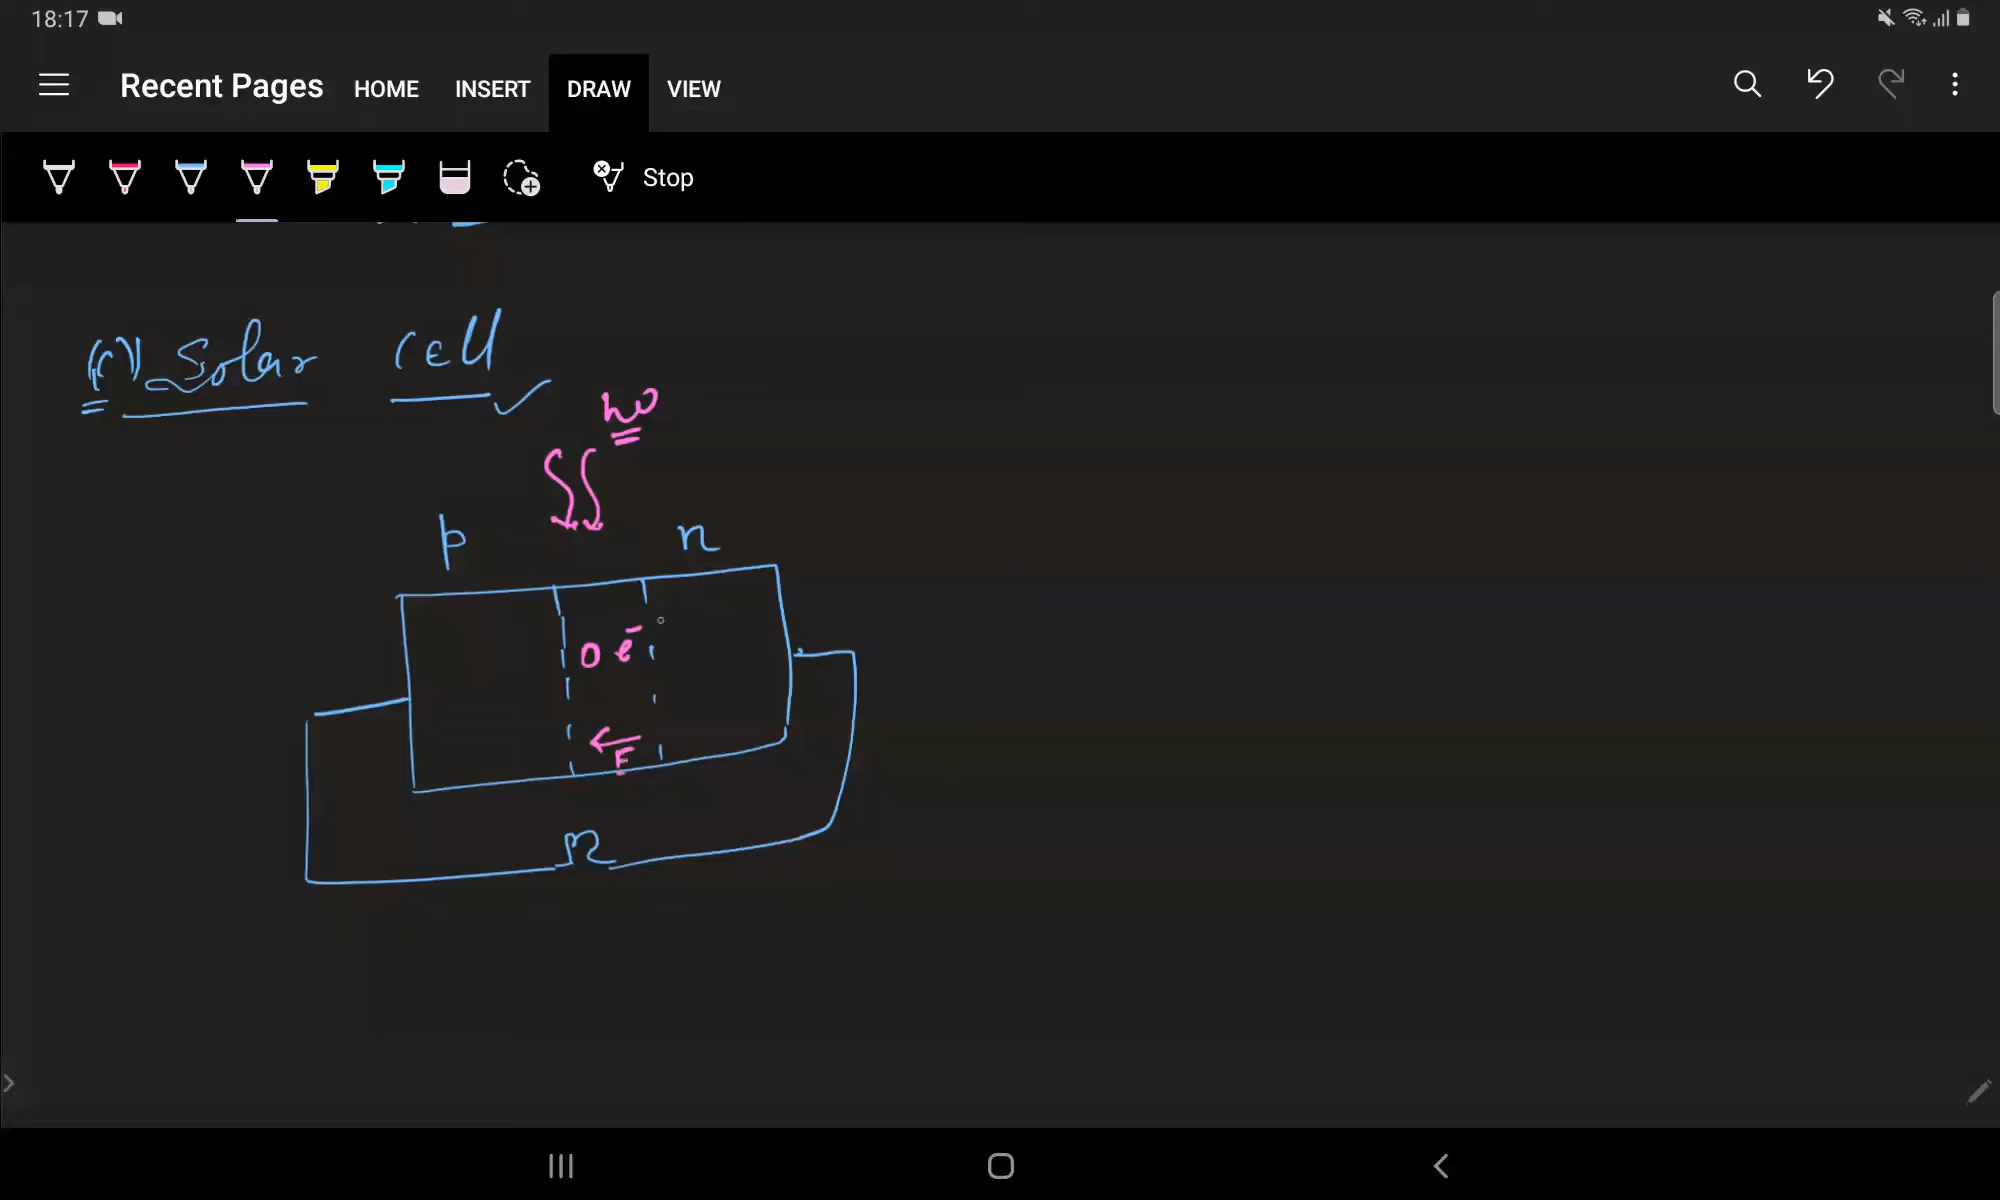 18:17
Recent Pages HOME INSERT DRAW VIEW
Stop
Solar cell
hν
p n
e⁻
E